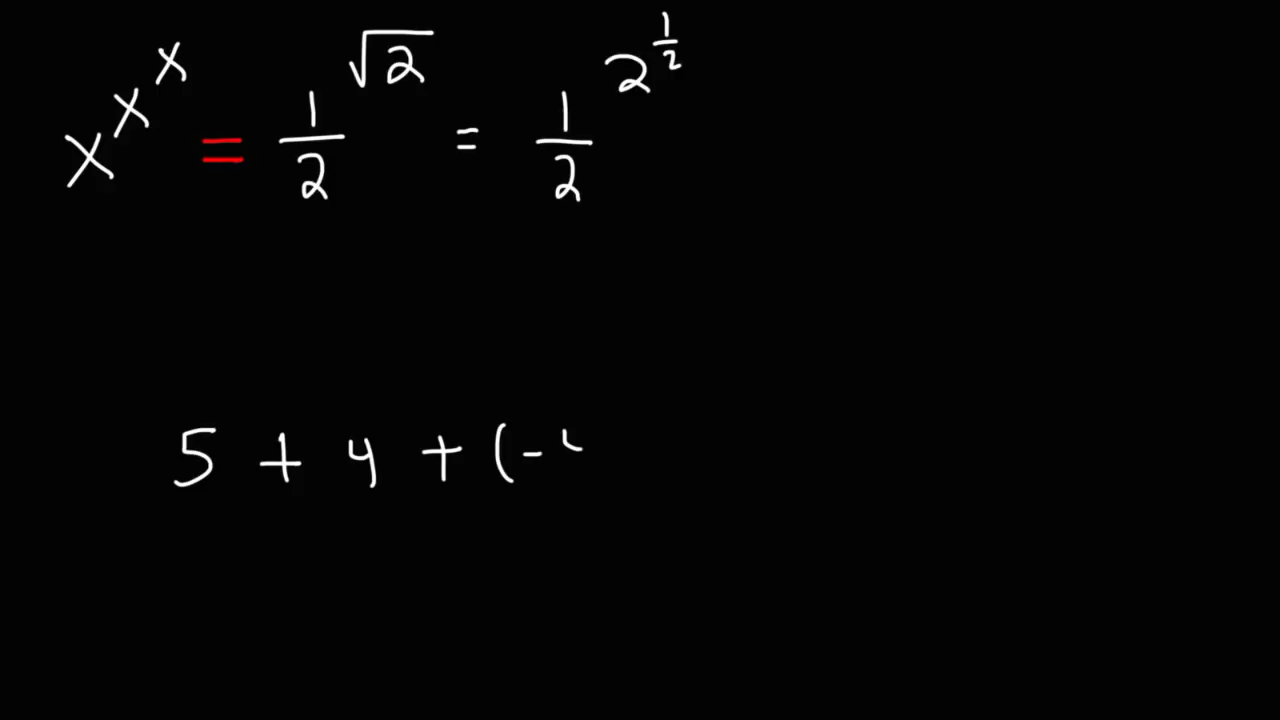 x^x^x = 1/2^√2 = 1/2^2^1/2
5 + 4 + (-